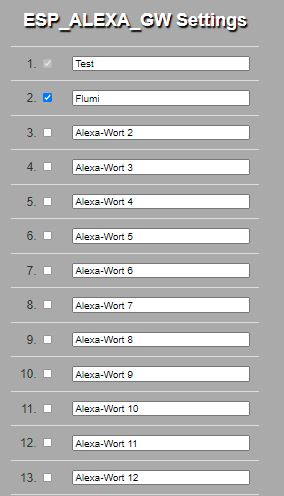 ESP_ALEXA_GW Settings
1. Test
2. Flumi
3. Alexa-Wort 2
4. Alexa-Wort 3
5. Alexa-Wort 4
6. Alexa-Wort 5
7. Alexa-Wort 6
8. Alexa-Wort 7
9. Alexa-Wort 8
10. Alexa-Wort 9
11. Alexa-Wort 10
12. Alexa-Wort 11
13. Alexa-Wort 12